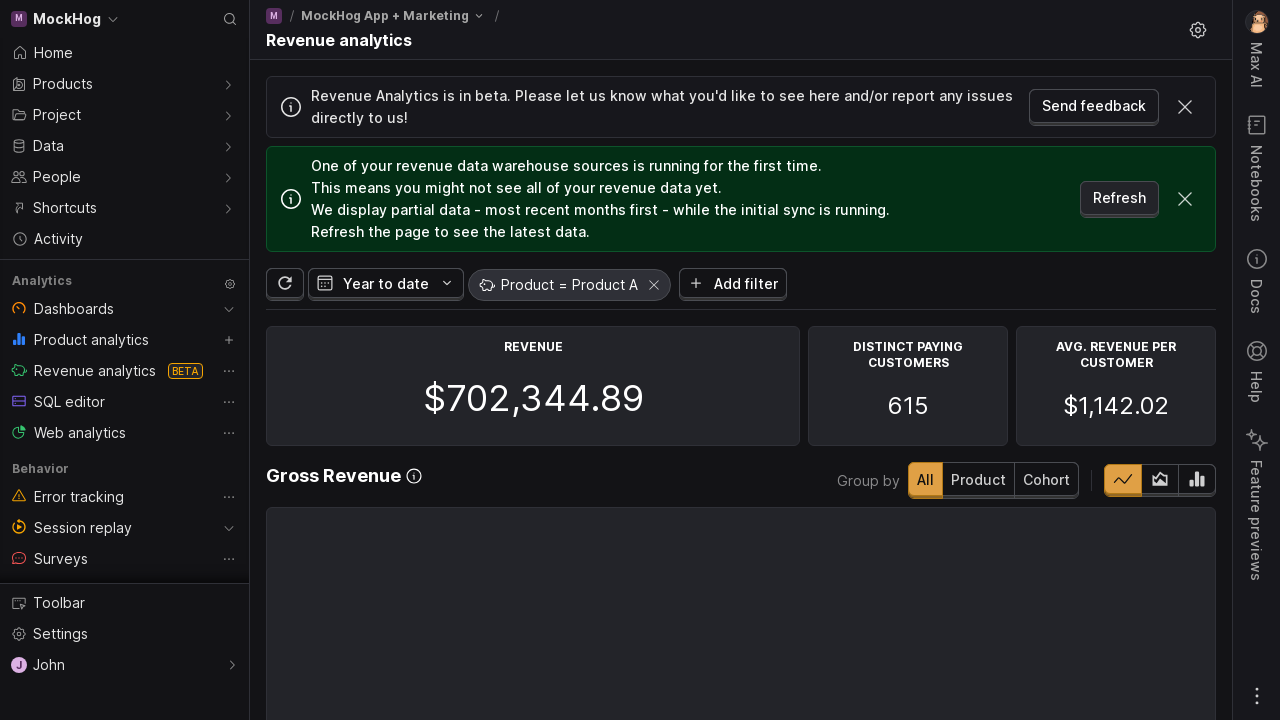 M MockHog
Home
Products
Project
Data
People
Shortcuts
Activity
Analytics
Dashboards
Product analytics
Revenue analytics BETA
SQL editor
Web analytics
Behavior
Error tracking
Session replay
Surveys
Toolbar
Settings
J John
M / MockHog App + Marketing /
Revenue analytics
Revenue Analytics is in beta. Please let us know what you'd like to see here and/or report any issues
directly to us!
Send feedback
One of your revenue data warehouse sources is running for the first time.
This means you might not see all of your revenue data yet.
We display partial data - most recent months first - while the initial sync is running.
Refresh the page to see the latest data.
Refresh
Year to date
Product = Product A
Add filter
REVENUE
$702,344.89
DISTINCT PAYING
CUSTOMERS
615
AVG. REVENUE PER
CUSTOMER
$1,142.02
Gross Revenue
Group by All Product Cohort
Max AI
Notebooks
Docs
Help
Feature previews